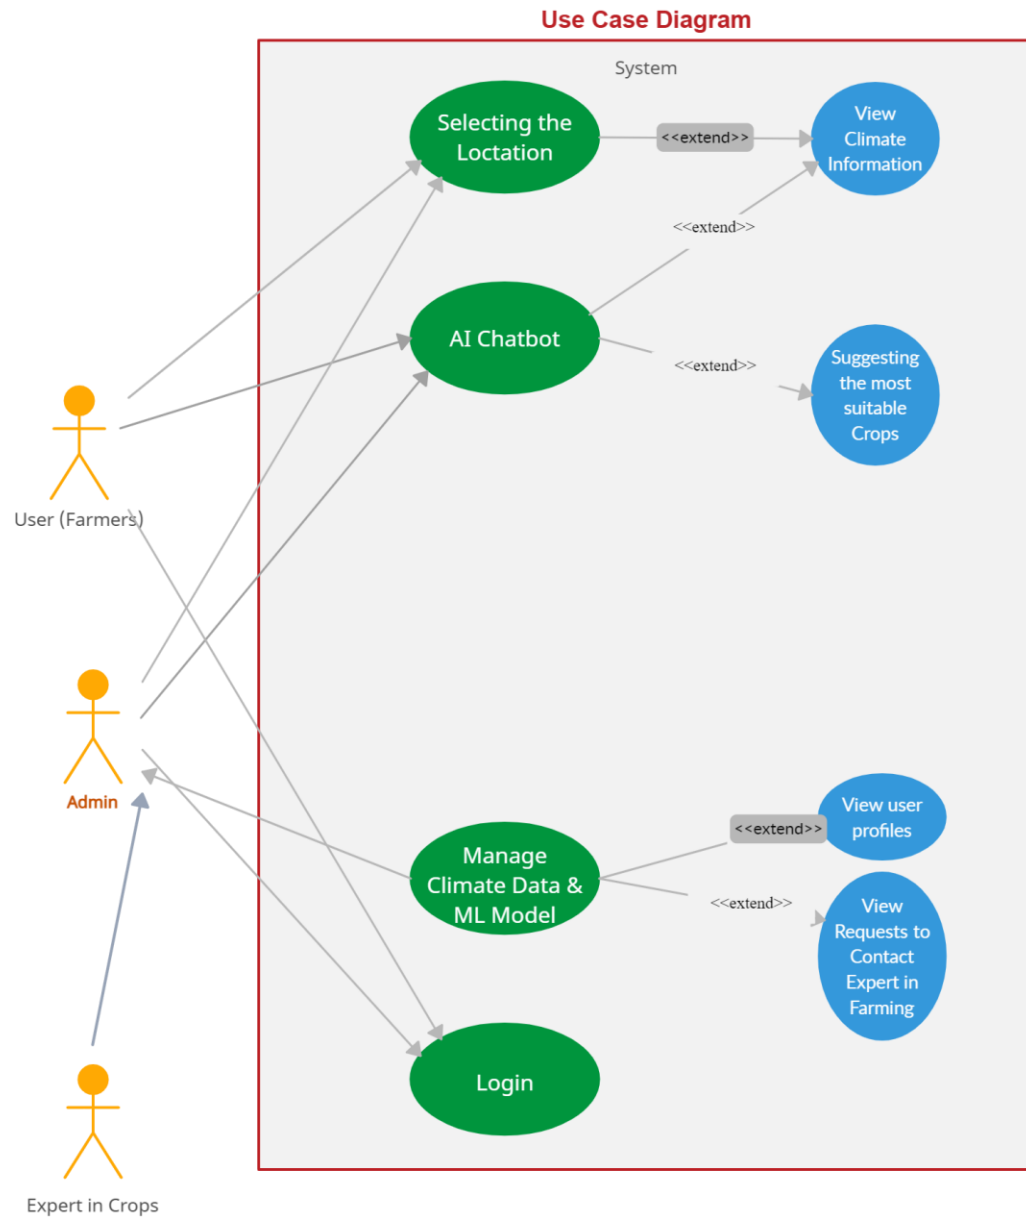 Use Case Diagram
System
Selecting the
Loctation
<<extend>>
View
Climate
Information
<<extend>>
AI Chatbot
<<extend>>
Suggesting
the most
suitable
Crops
User (Farmers)
Admin
Manage
Climate Data &
ML Model
<<extend>>
View user
profiles
<<extend>>
View
Requests to
Contact
Expert in
Farming
Login
Expert in Crops